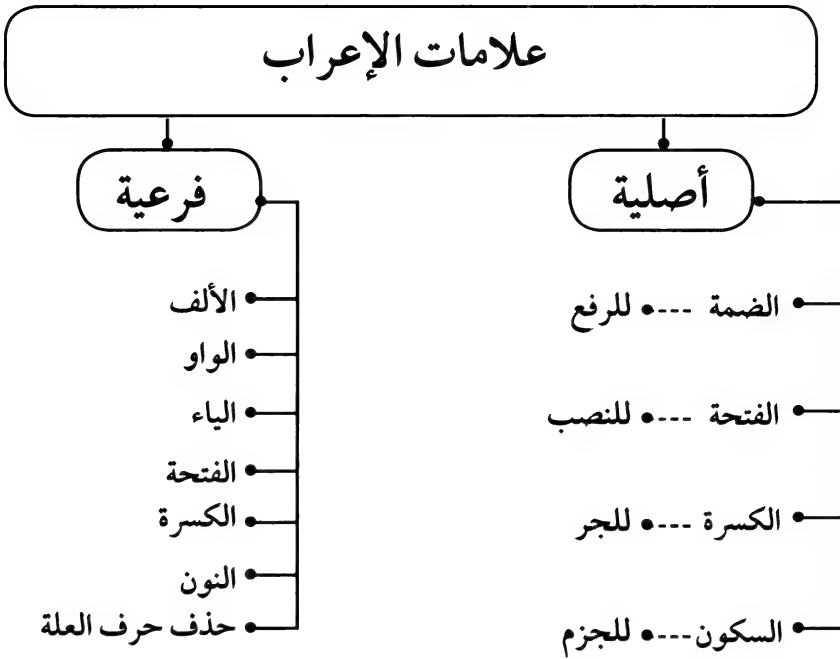 علامات الإعراب
أصلية
الضمة --- للرفع
الفتحة --- للنصب
الكسرة --- للجر
السكون --- للجزم
فرعية
الألف
الواو
الياء
الفتحة
الكسرة
النون
حذف حرف العلة